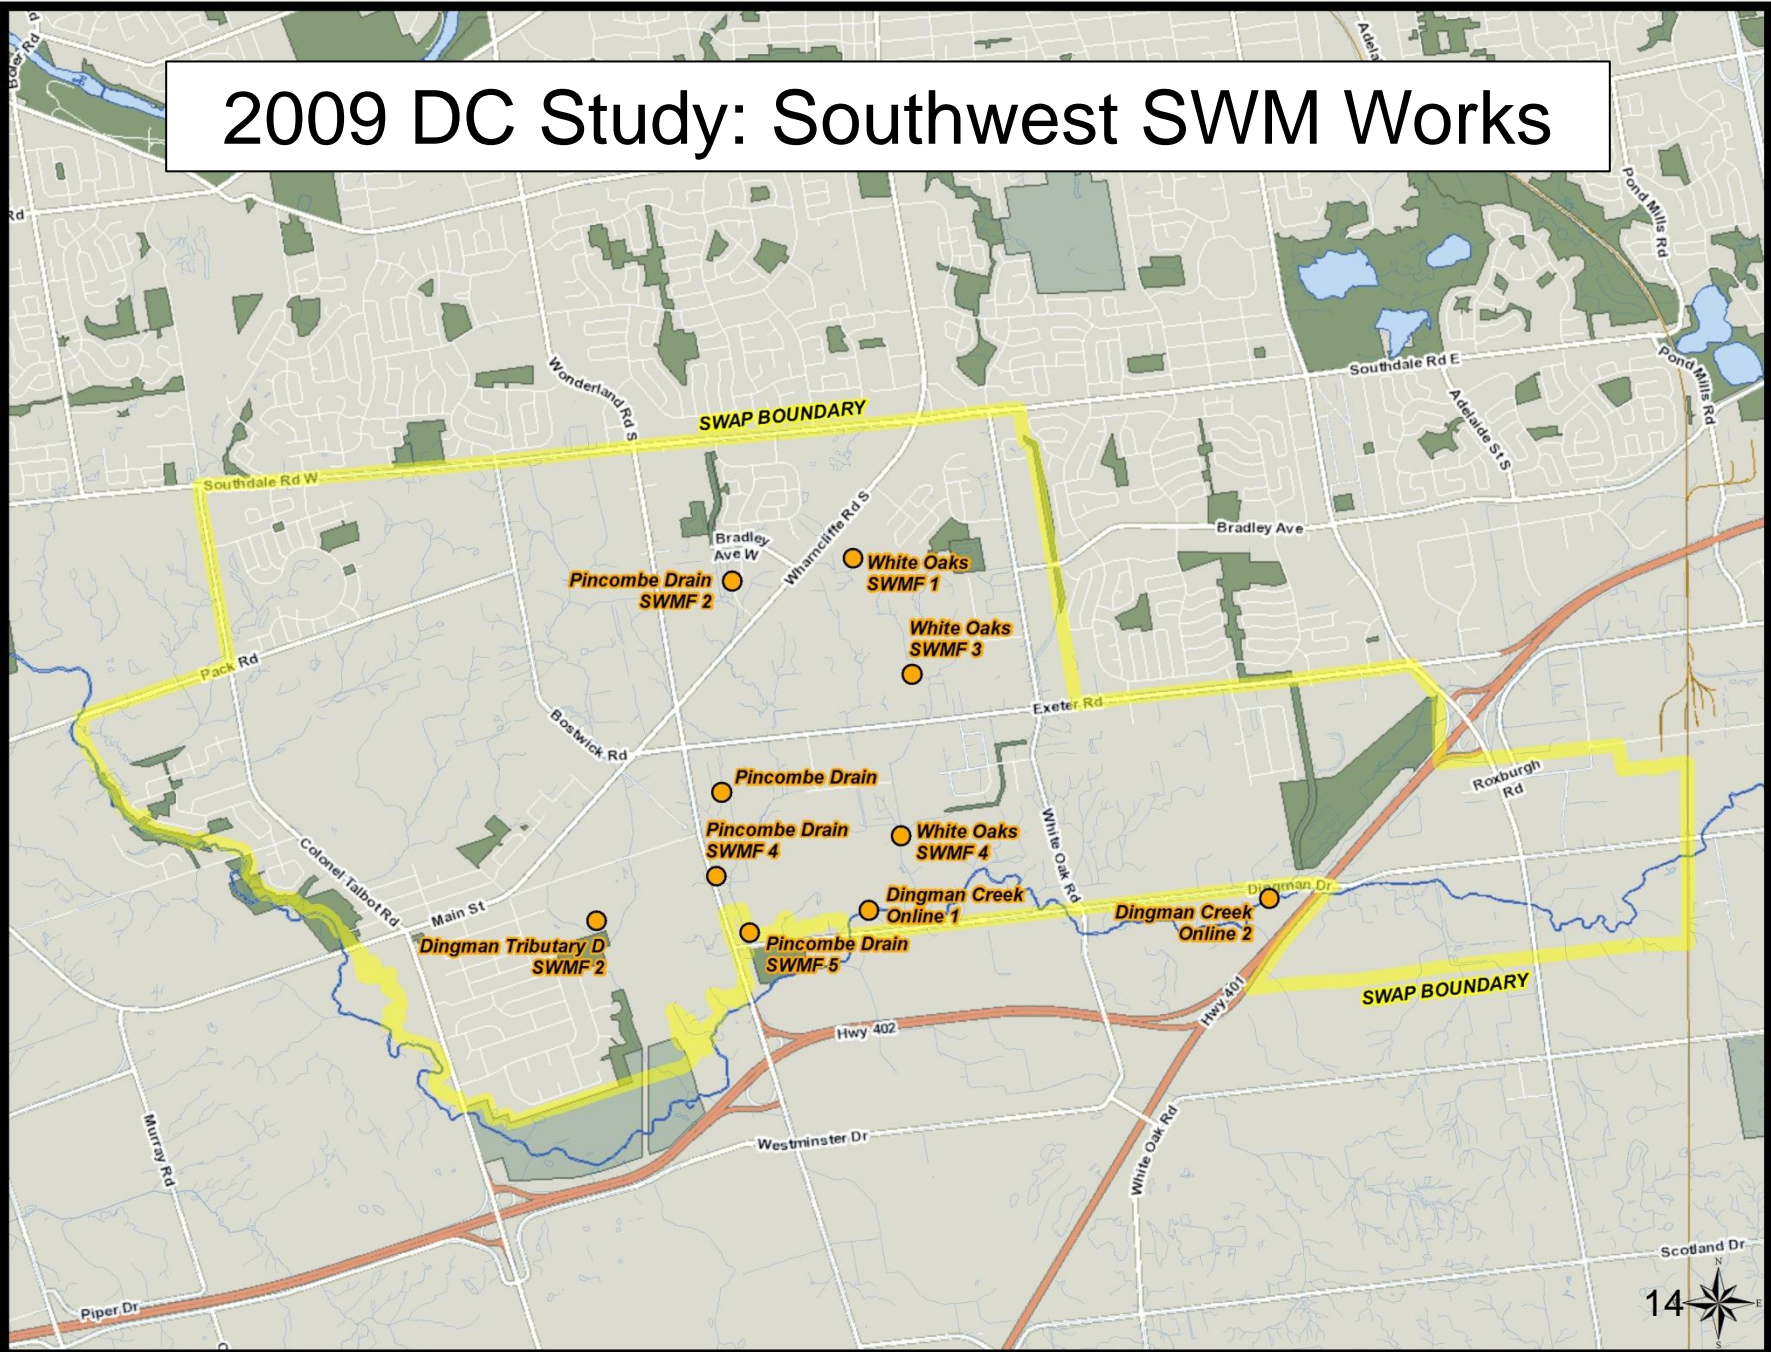 Boler Rd
Adela
2009 DC Study: Southwest SWM Works
Rd
Pond Mills Rd
Southdale Rd E
Pond Mills Rd
Wonderland Rd S
Adelaide St S
SWAP BOUNDARY
Southdale Rd W
Wharncliffe Rd S
Bradley
Ave W
Bradley Ave
White Oaks
SWMF 1
Pincombe Drain
SWMF 2
White Oaks
SWMF 3
Pack Rd
Exeter Rd
Bostwick Rd
Pincombe Drain
Roxburgh
Rd
Pincombe Drain
SWMF 4
White Oaks
SWMF 4
White Oak Rd
Colonel Talbot Rd
Main St
Dingman Dr
Dingman Creek
Online 1
Dingman Creek
Online 2
Dingman Tributary D
SWMF 2
Pincombe Drain
SWMF 5
SWAP BOUNDARY
Hwy 401
Hwy 402
Murray Rd
Westminster Dr
White Oak Rd
Scotland Dr
Piper Dr
14
N
E
S